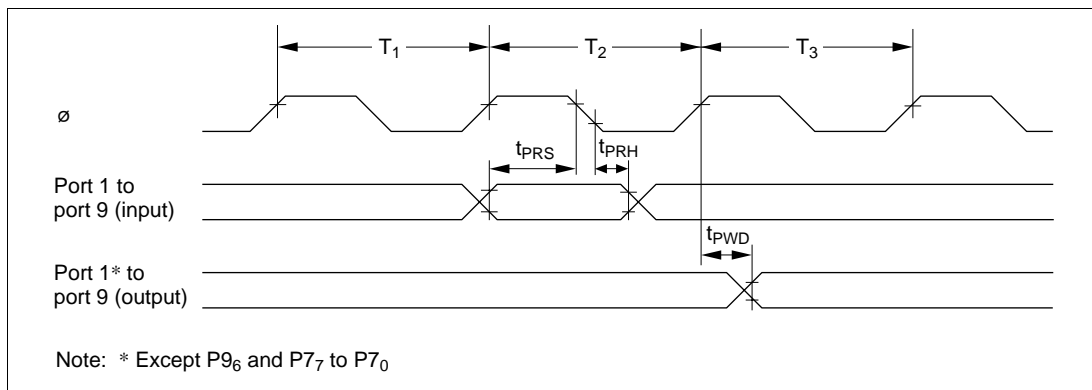 T₁ T₂ T₃
ø
tPRS tPRH
Port 1 to
port 9 (input)
tPWD
Port 1* to
port 9 (output)
Note: * Except P9₆ and P7₇ to P7₀